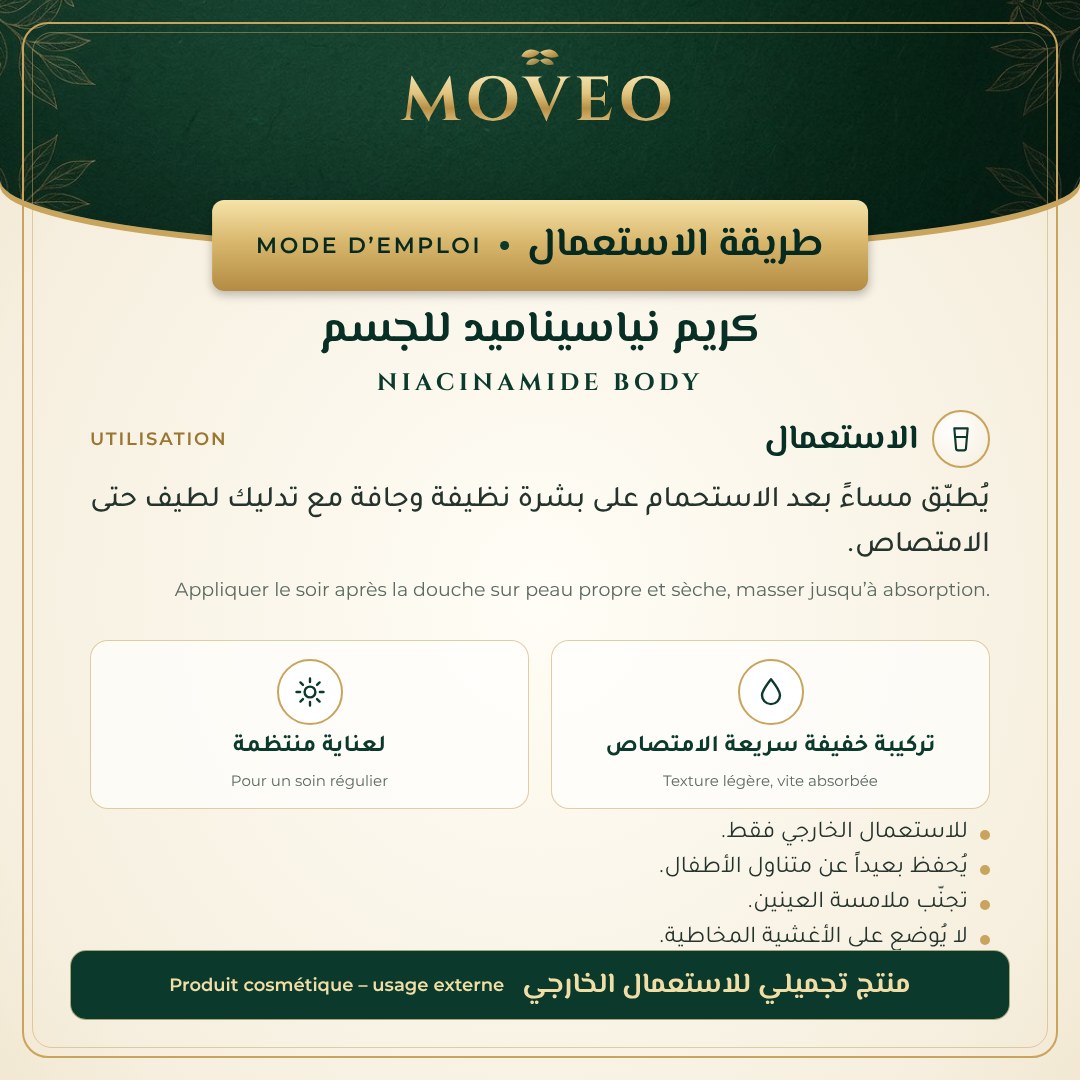 MOVEO
طريقة الاستعمال • MODE D’EMPLOI
كريم نياسيناميد للجسم
NIACINAMIDE BODY
الاستعمال
UTILISATION
يُطبّق مساءً بعد الاستحمام على بشرة نظيفة وجافة مع تدليك لطيف حتى
الامتصاص.
Appliquer le soir après la douche sur peau propre et sèche, masser jusqu’à absorption.
تركيبة خفيفة سريعة الامتصاص
Texture légère, vite absorbée
لعناية منتظمة
Pour un soin régulier
للاستعمال الخارجي فقط.
يُحفظ بعيداً عن متناول الأطفال.
تجنّب ملامسة العينين.
لا يُوضع على الأغشية المخاطية.
منتج تجميلي للاستعمال الخارجي Produit cosmétique – usage externe